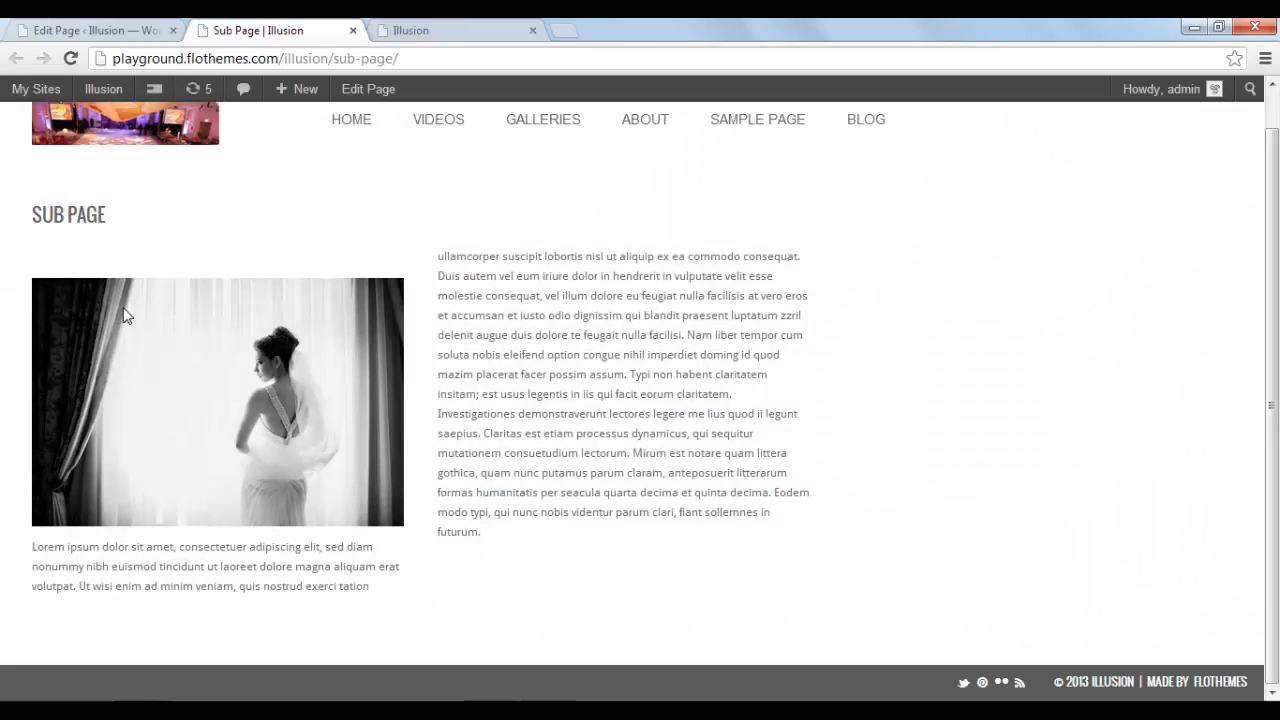 Edit Page ‹ Illusion — Wo
Sub Page | Illusion
Illusion
playground.flothemes.com/illusion/sub-page/
My Sites Illusion 5 New Edit Page Howdy, admin
HOME VIDEOS GALLERIES ABOUT SAMPLE PAGE BLOG
SUB PAGE
Lorem ipsum dolor sit amet, consectetuer adipiscing elit, sed diam
nonummy nibh euismod tincidunt ut laoreet dolore magna aliquam erat
volutpat. Ut wisi enim ad minim veniam, quis nostrud exerci tation
ullamcorper suscipit lobortis nisl ut aliquip ex ea commodo consequat.
Duis autem vel eum iriure dolor in hendrerit in vulputate velit esse
molestie consequat, vel illum dolore eu feugiat nulla facilisis at vero eros
et accumsan et iusto odio dignissim qui blandit praesent luptatum zzril
delenit augue duis dolore te feugait nulla facilisi. Nam liber tempor cum
soluta nobis eleifend option congue nihil imperdiet doming id quod
mazim placerat facer possim assum. Typi non habent claritatem
insitam; est usus legentis in iis qui facit eorum claritatem.
Investigationes demonstraverunt lectores legere me lius quod ii legunt
saepius. Claritas est etiam processus dynamicus, qui sequitur
mutationem consuetudium lectorum. Mirum est notare quam littera
gothica, quam nunc putamus parum claram, anteposuerit litterarum
formas humanitatis per seacula quarta decima et quinta decima. Eodem
modo typi, qui nunc nobis videntur parum clari, fiant sollemnes in
futurum.
© 2013 ILLUSION | MADE BY FLOTHEMES